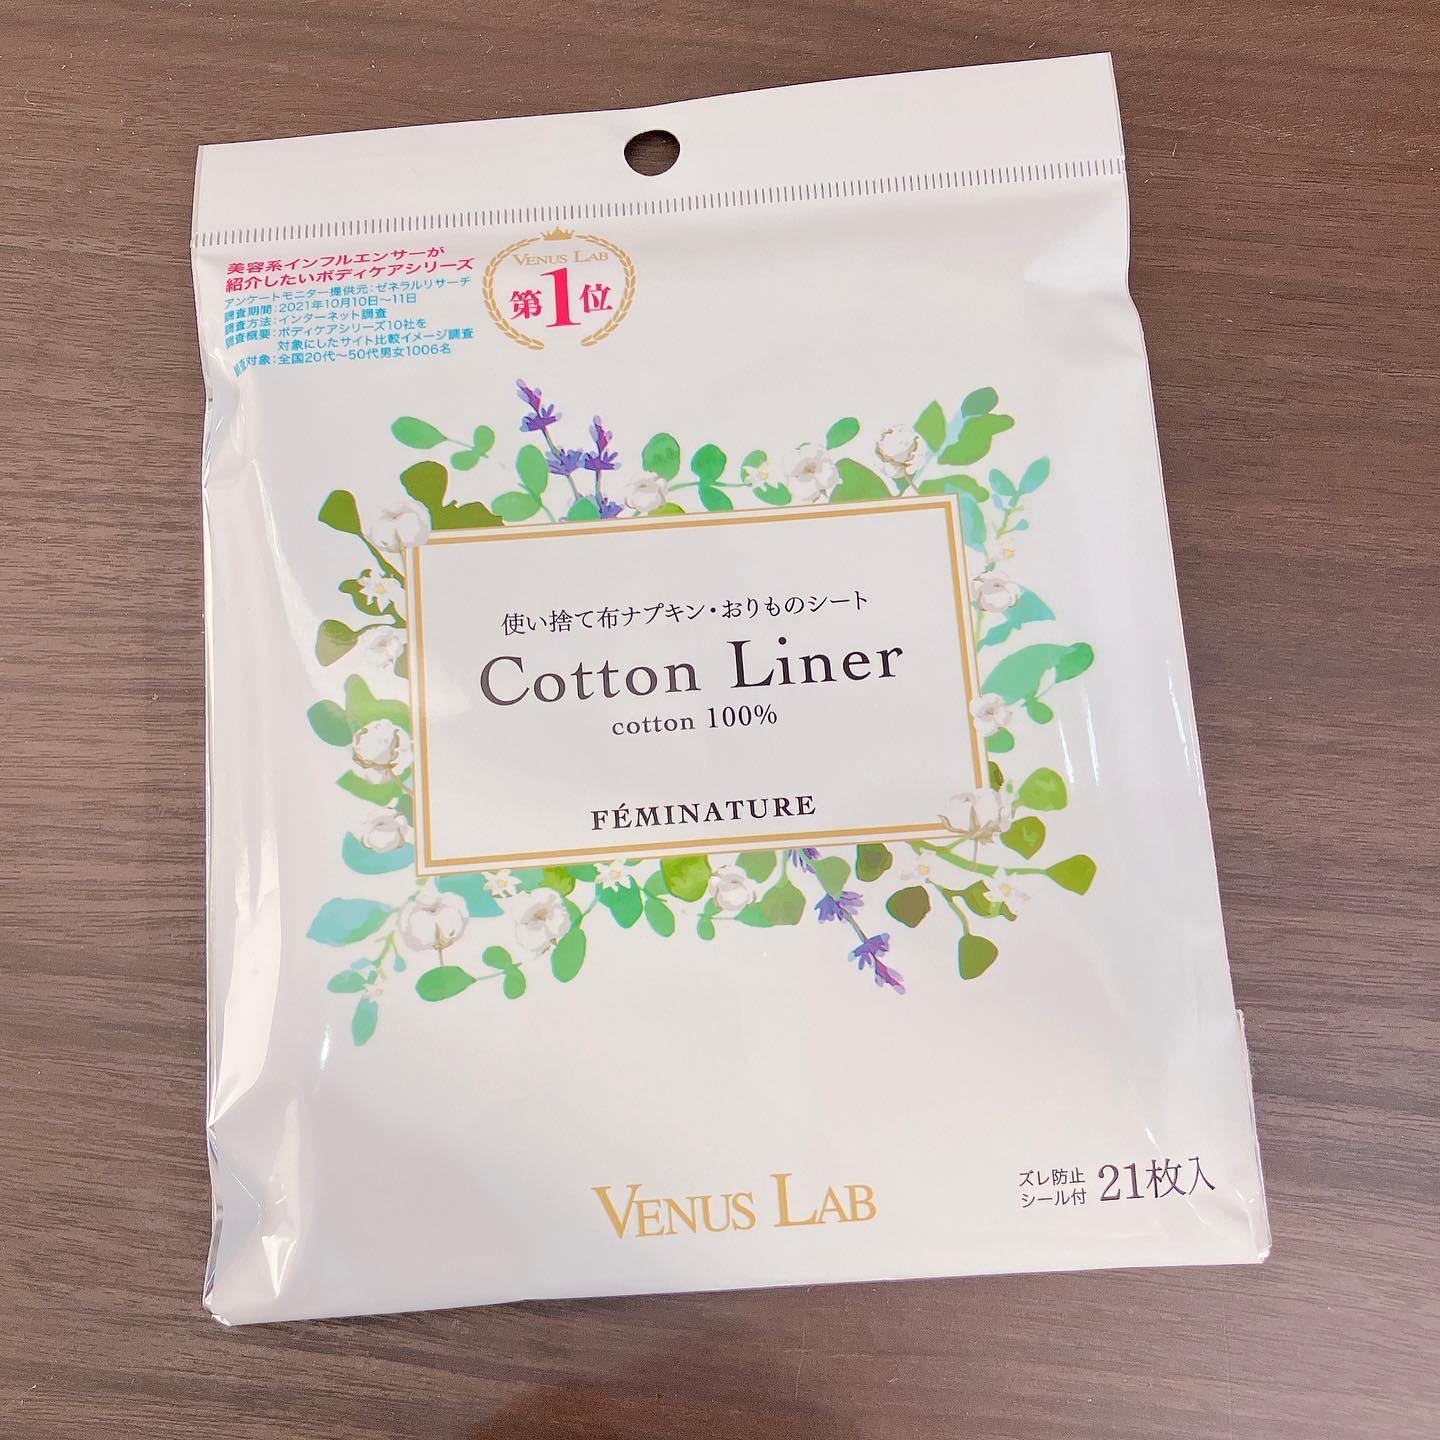 美容系インフルエンサーが
紹介したいボディケアシリーズ
アンケートモニター提供元：ゼネラルリサーチ
調査期間：2021年10月10日～11日
調査方法：インターネット調査
調査概要：ボディケアシリーズ10社を
対象にしたサイト比較イメージ調査
調査対象：全国20代～50代男女1006名
VENUS LAB
第1位
使い捨て布ナプキン・おりものシート
Cotton Liner
cotton 100%
FÉMINATURE
VENUS LAB
ズレ防止
シール付
21枚入